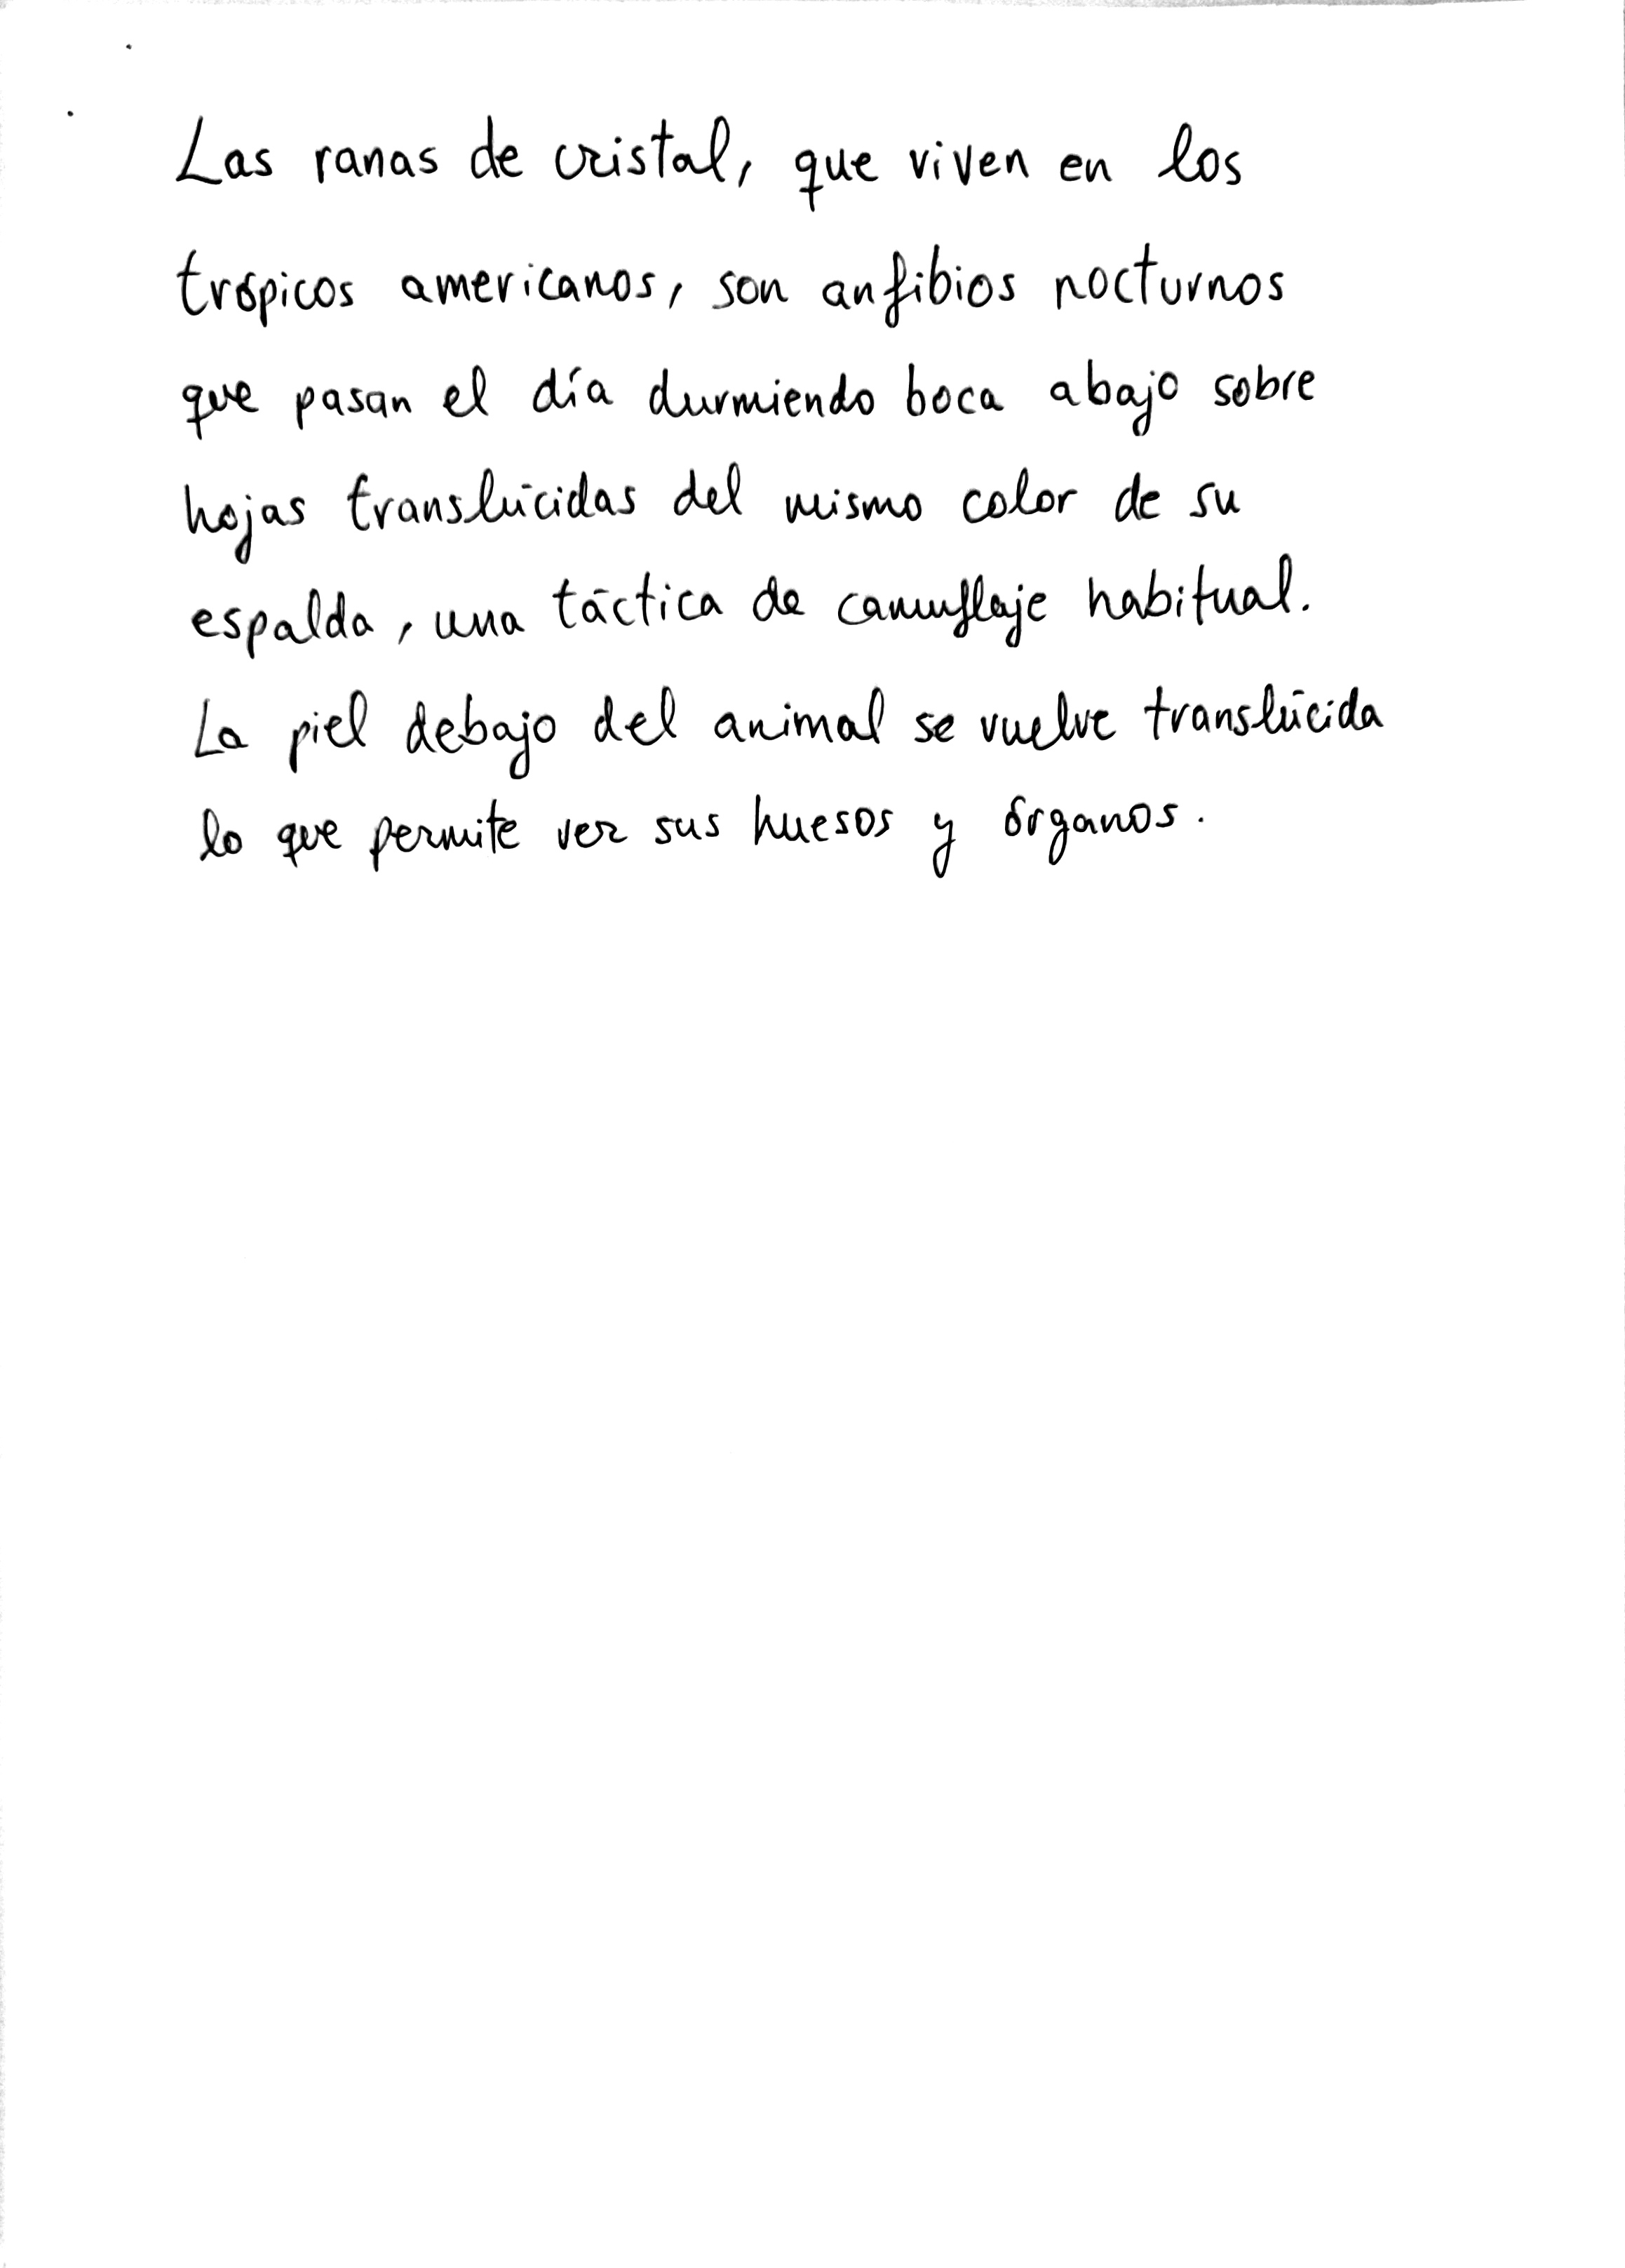 Las ranas de cristal, que viven en los
trópicos americanos, son anfibios nocturnos
que pasan el día durmiendo boca abajo sobre
hojas translúcidas del mismo color de su
espalda, una táctica de camuflaje habitual.
La piel debajo del animal se vuelve translúcida
lo que permite ver sus huesos y órganos.